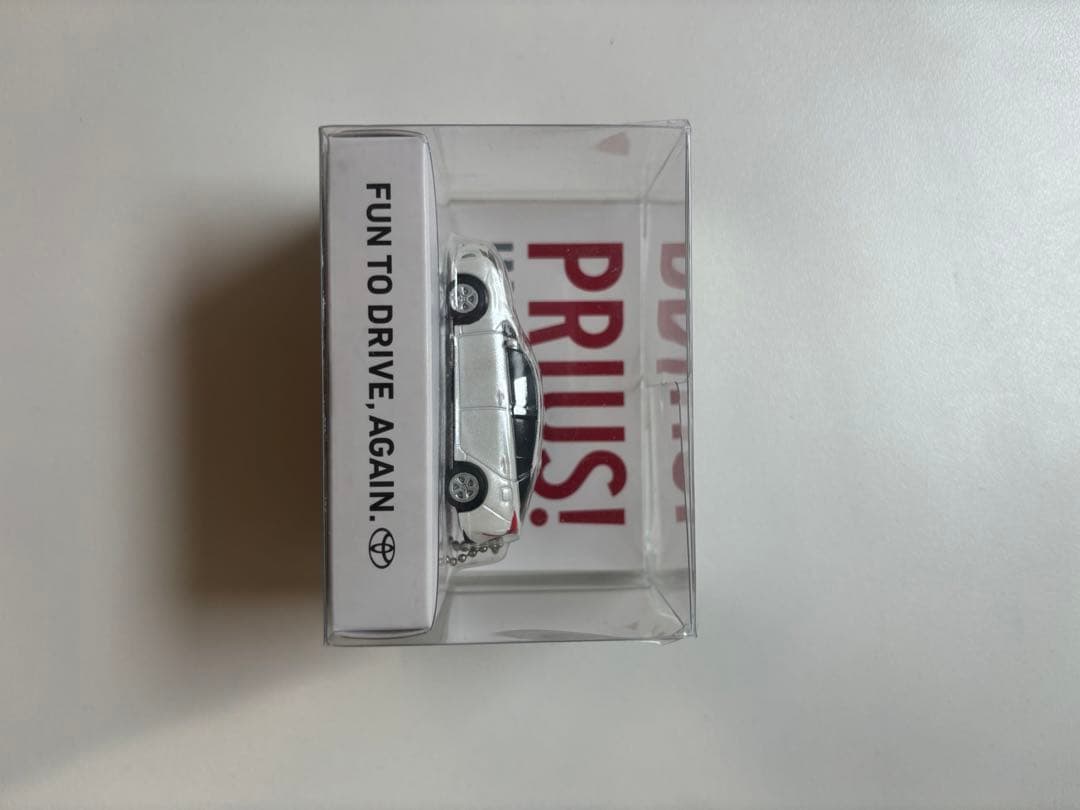 PRIUS!
FUN TO DRIVE, AGAIN.